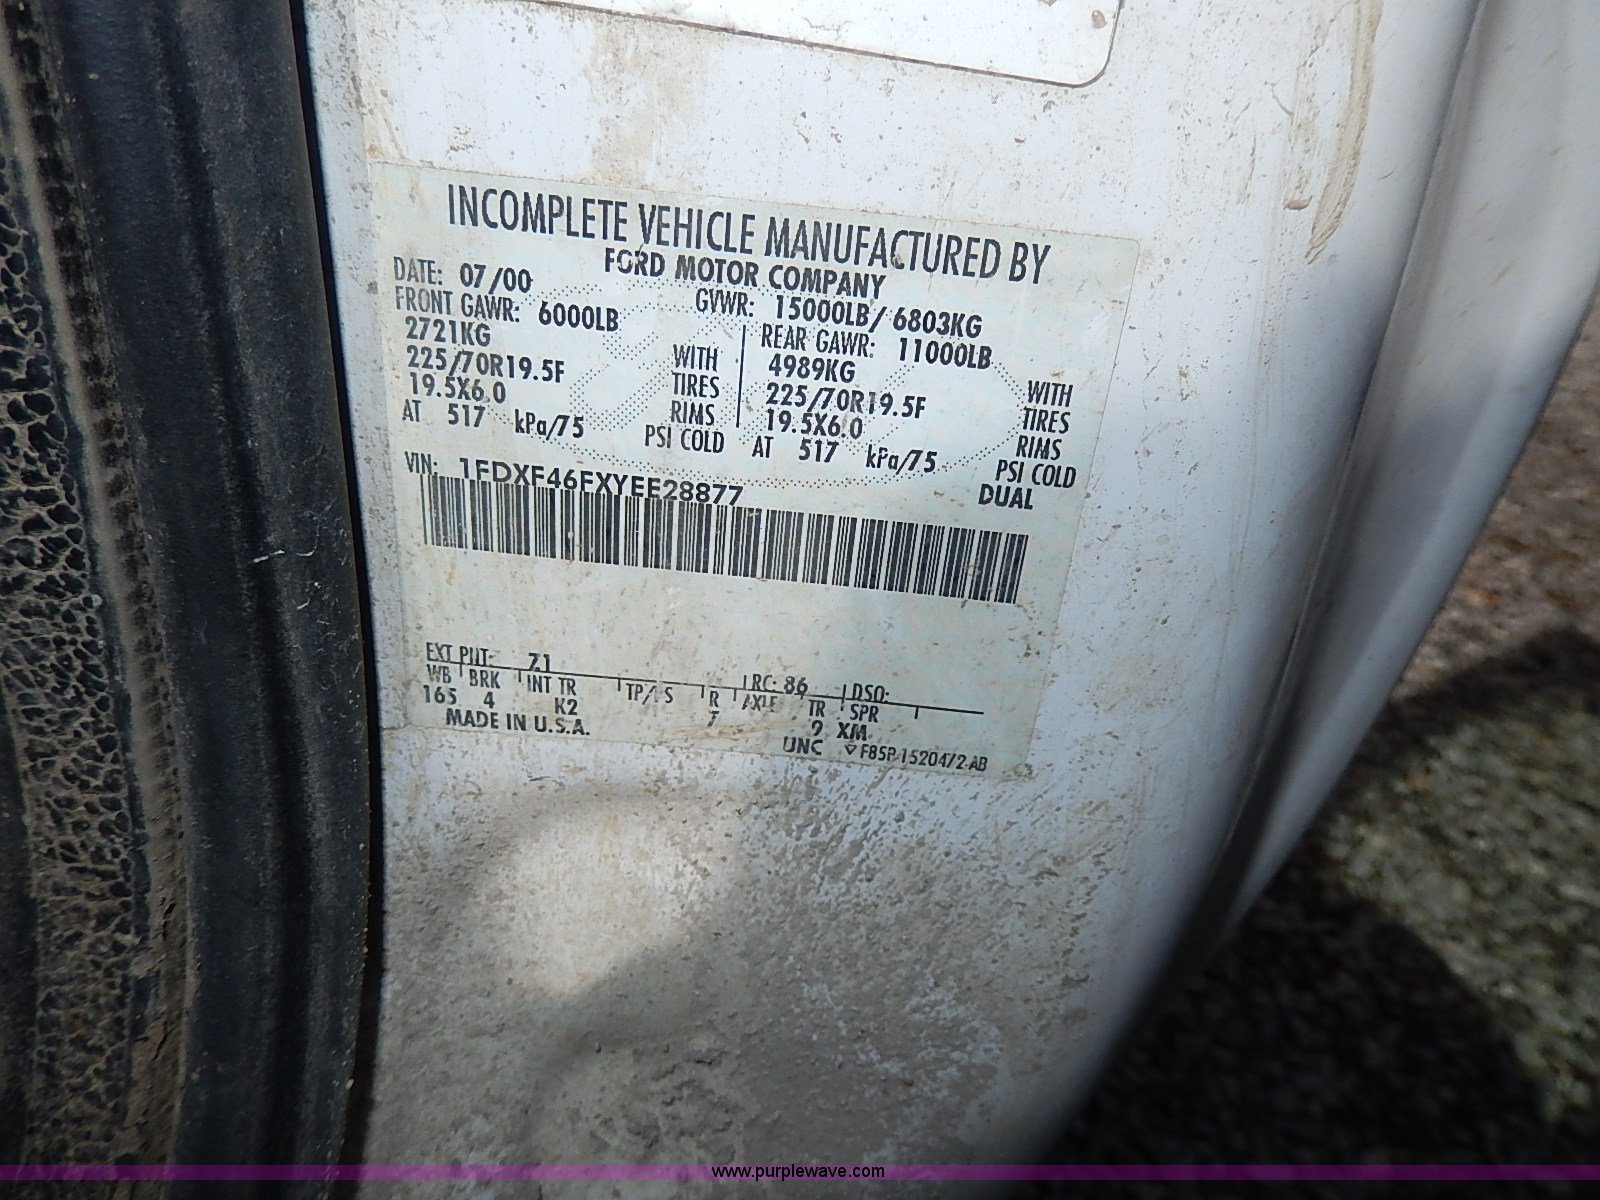 INCOMPLETE VEHICLE MANUFACTURED BY
FORD MOTOR COMPANY
DATE: 07/00 GVWR: 15000LB/ 6803KG
FRONT GAWR: 6000LB REAR GAWR: 11000LB
2721KG WITH 4989KG WITH
225/70R19.5F TIRES 225/70R19.5F TIRES
19.5X6.0 RIMS 19.5X6.0 RIMS
AT 517 kPa/75 PSI COLD AT 517 kPa/75 PSI COLD
DUAL
VIN: 1FDXF46FXYEE28877
EXT PNT: Z1 RC: 86 DSO:
WB BRK INT TR TP/PS R AXLE TR SPR
165 4 K2 7 2 XM
MADE IN U.S.A. UNC
www.purplewave.com